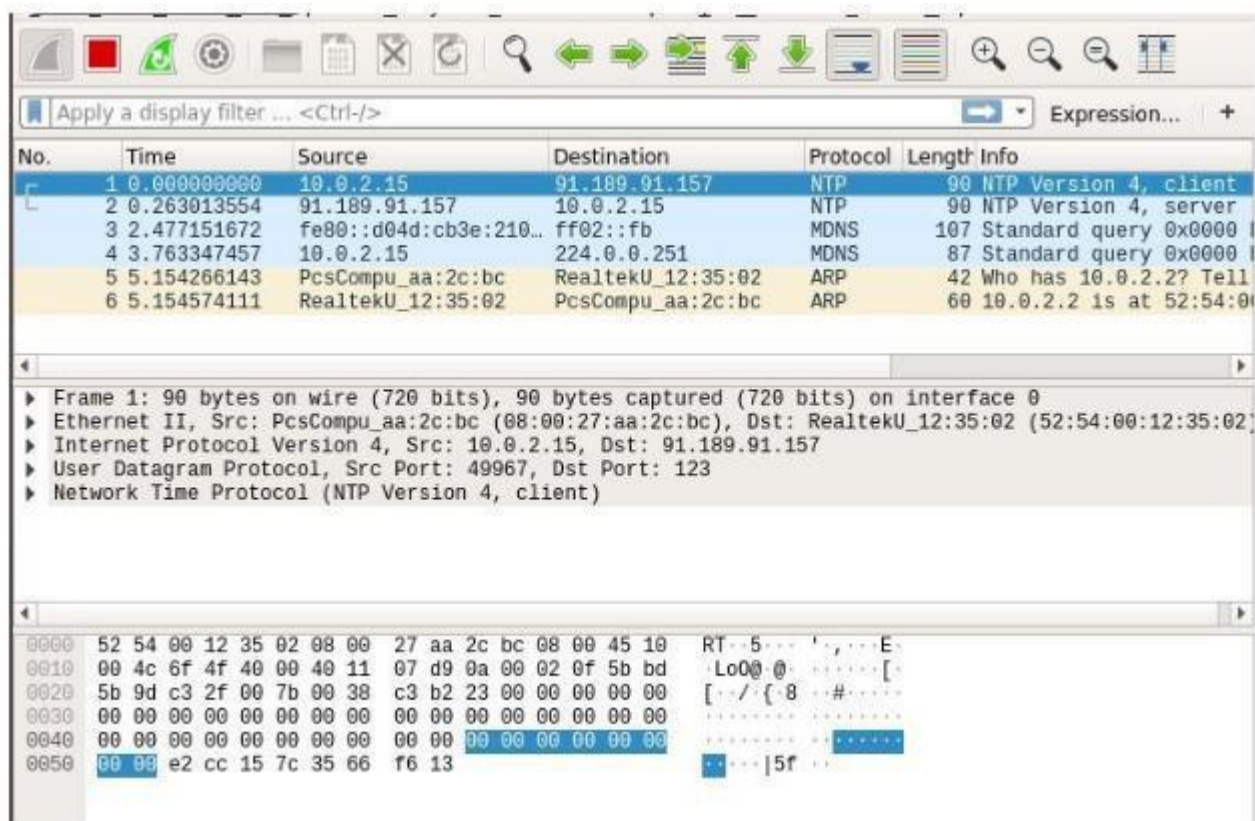 Apply a display filter ... <Ctrl-/> Expression... +
No. Time Source Destination Protocol Length Info
1 0.000000000 10.0.2.15 91.189.91.157 NTP 90 NTP Version 4, client
2 0.263013554 91.189.91.157 10.0.2.15 NTP 90 NTP Version 4, server
3 2.477151672 fe80::d04d:cb3e:210… ff02::fb MDNS 107 Standard query 0x0000
4 3.763347457 10.0.2.15 224.0.0.251 MDNS 87 Standard query 0x0000
5 5.154266143 PcsCompu_aa:2c:bc RealtekU_12:35:02 ARP 42 Who has 10.0.2.2? Tell
6 5.154574111 RealtekU_12:35:02 PcsCompu_aa:2c:bc ARP 60 10.0.2.2 is at 52:54:0
Frame 1: 90 bytes on wire (720 bits), 90 bytes captured (720 bits) on interface 0
Ethernet II, Src: PcsCompu_aa:2c:bc (08:00:27:aa:2c:bc), Dst: RealtekU_12:35:02 (52:54:00:12:35:02)
Internet Protocol Version 4, Src: 10.0.2.15, Dst: 91.189.91.157
User Datagram Protocol, Src Port: 49967, Dst Port: 123
Network Time Protocol (NTP Version 4, client)
0000 52 54 00 12 35 02 08 00 27 aa 2c bc 08 00 45 10 RT··5··· '·,···E·
0010 00 4c 6f 4f 40 00 40 11 07 d9 0a 00 02 0f 5b bd ·LoO@·@· ······[·
0020 5b 9d c3 2f 00 7b 00 38 c3 b2 23 00 00 00 00 00 [··/·{·8 ··#·····
0030 00 00 00 00 00 00 00 00 00 00 00 00 00 00 00 00 ········ ········
0040 00 00 00 00 00 00 00 00 00 00 00 00 00 00 00 00 ········ ········
0050 00 00 e2 cc 15 7c 35 66 f6 13 ·····|5f ··